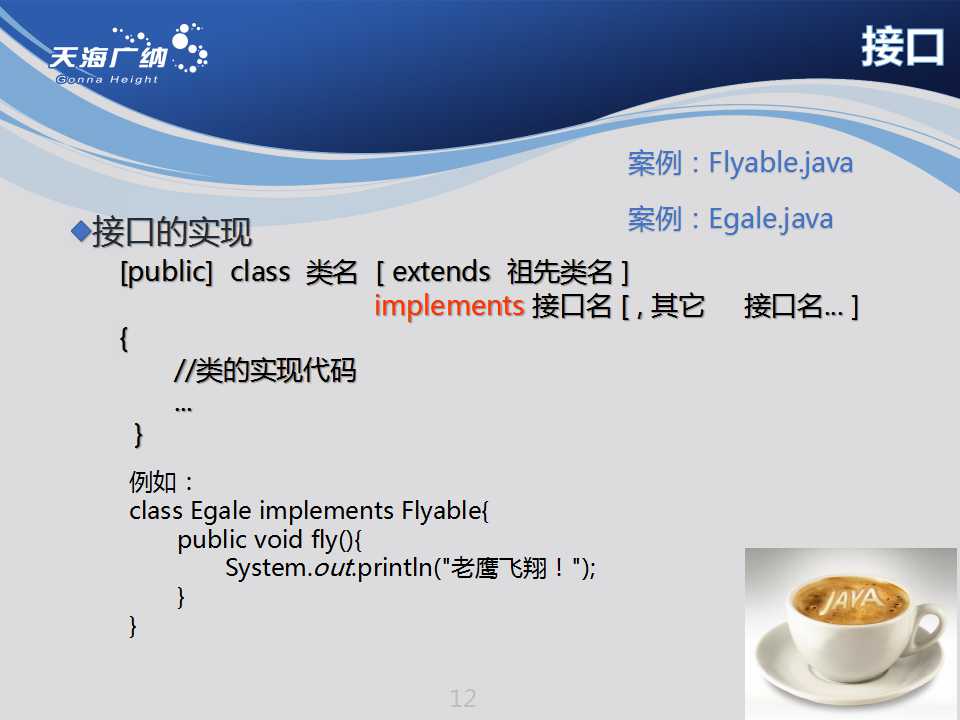 天海广纳
Gonna Height
接口
案例：Flyable.java
案例：Egale.java
接口的实现
[public] class 类名 [ extends 祖先类名 ]
implements 接口名 [ , 其它 接口名... ]
{
//类的实现代码
...
}
例如：
class Egale implements Flyable{
public void fly(){
System.out.println("老鹰飞翔！");
}
}
JAVA
12